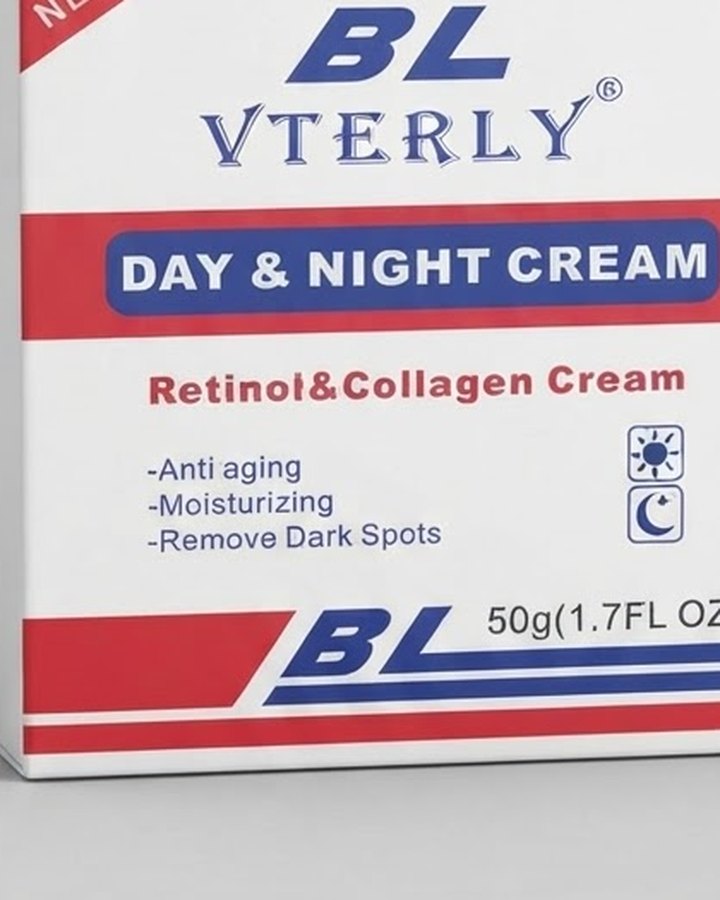 BL
VTERLY®
DAY & NIGHT CREAM
Retinol&Collagen Cream
-Anti aging
-Moisturizing
-Remove Dark Spots
BL
50g(1.7FL OZ